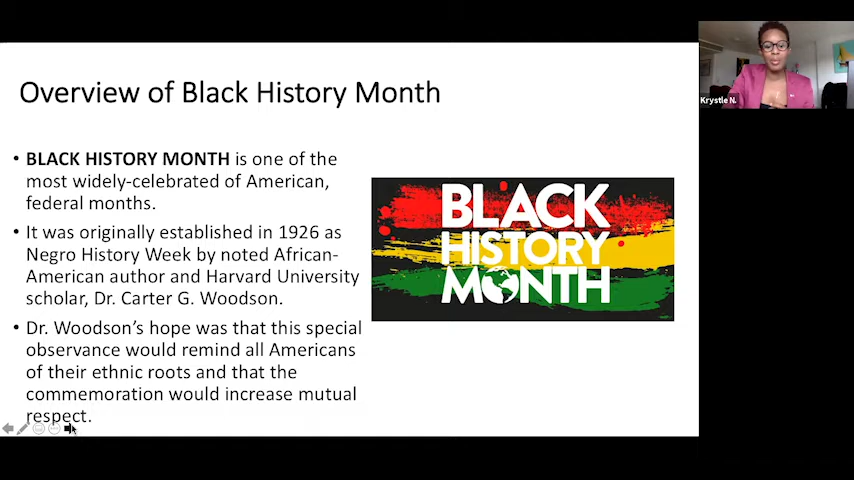 Overview of Black History Month
• BLACK HISTORY MONTH is one of the
most widely-celebrated of American,
federal months.
• It was originally established in 1926 as
Negro History Week by noted African-
American author and Harvard University
scholar, Dr. Carter G. Woodson.
• Dr. Woodson's hope was that this special
observance would remind all Americans
of their ethnic roots and that the
commemoration would increase mutual
respect.
BLACK
HISTORY
MONTH
Krystle N.